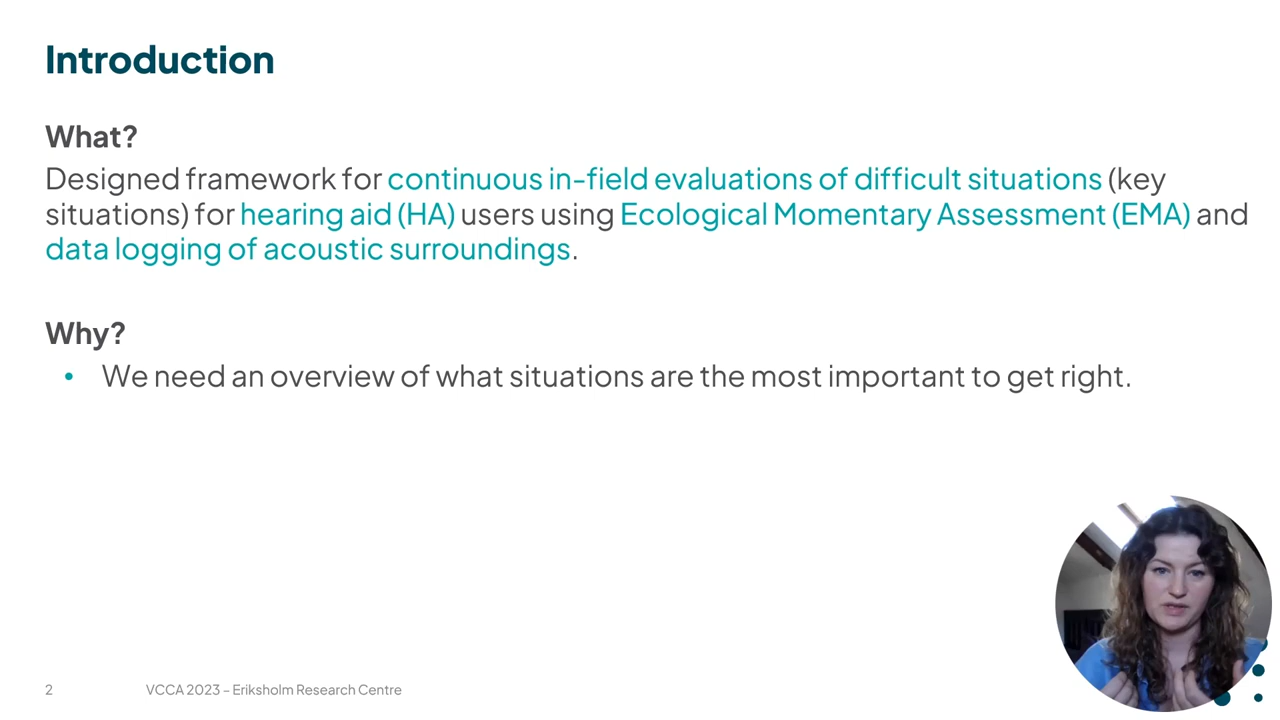 Introduction
What?
Designed framework for continuous in-field evaluations of difficult situations (key
situations) for hearing aid (HA) users using Ecological Momentary Assessment (EMA) and
data logging of acoustic surroundings.
Why?
• We need an overview of what situations are the most important to get right.
2
VCCA 2023 – Eriksholm Research Centre